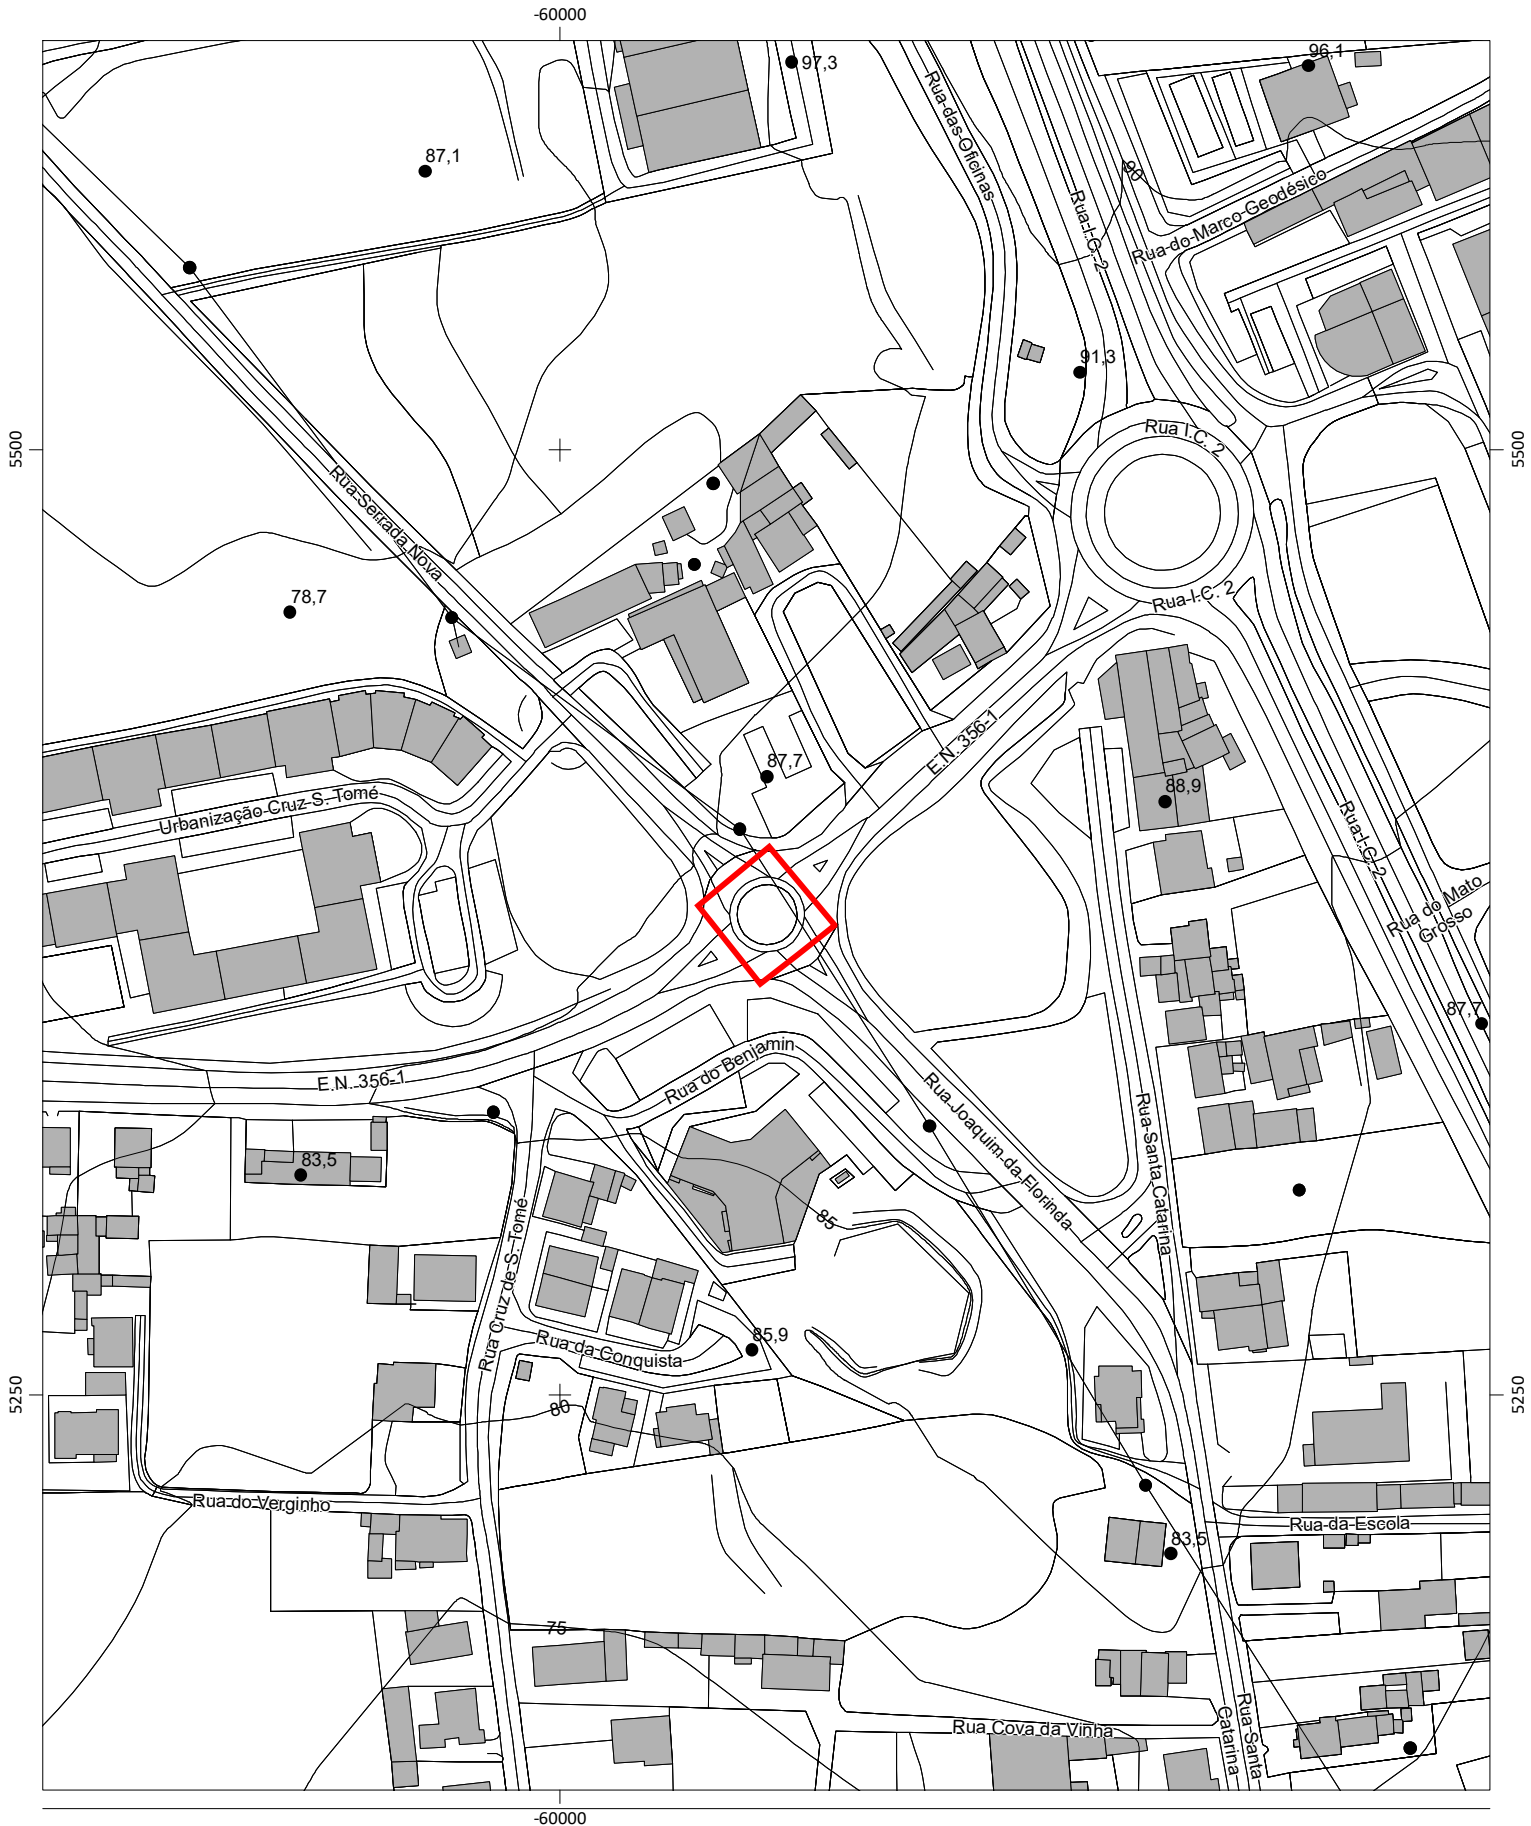 -60000
96,1
97,3
Rua das Oficinas
87,1
90
Rua do Marco Geodésico
Rua I.C. 2
91,3
Rua I.C. 2
5500
5500
Rua Serrada Nova
78,7
Rua I.C. 2
E.N. 356-1
87,7
88,9
Urbanização Cruz S. Tomé
Rua I.C. 2
Rua do Mato
Grosso
87,7
Rua do Benjamin
E.N. 356-1
Rua Joaquim da Florinda
Rua Santa Catarina
83,5
85
Rua Cruz de S. Tomé
85,9
Rua da Conquista
5250
5250
80
Rua do Verginho
Rua da Escola
83,5
75
Rua Cova da Vinha
Rua Santa
Catarina
-60000